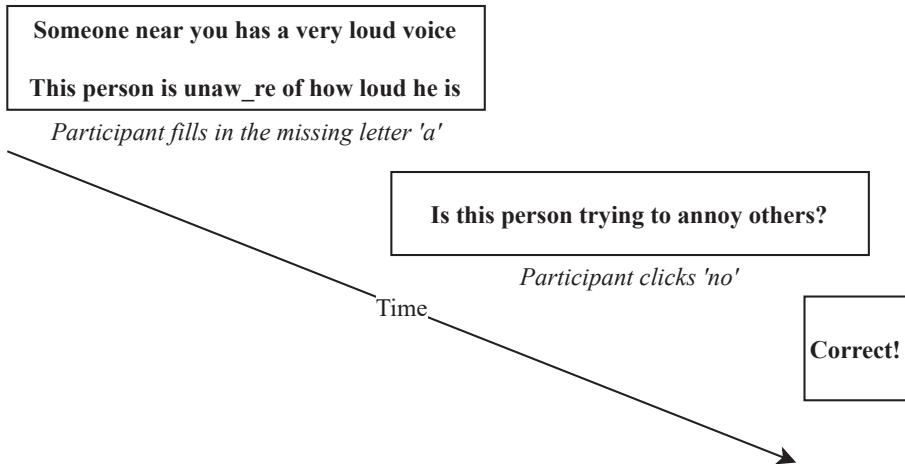 Someone near you has a very loud voice
This person is unaw_re of how loud he is
Participant fills in the missing letter 'a'
Is this person trying to annoy others?
Participant clicks 'no'
Time
Correct!